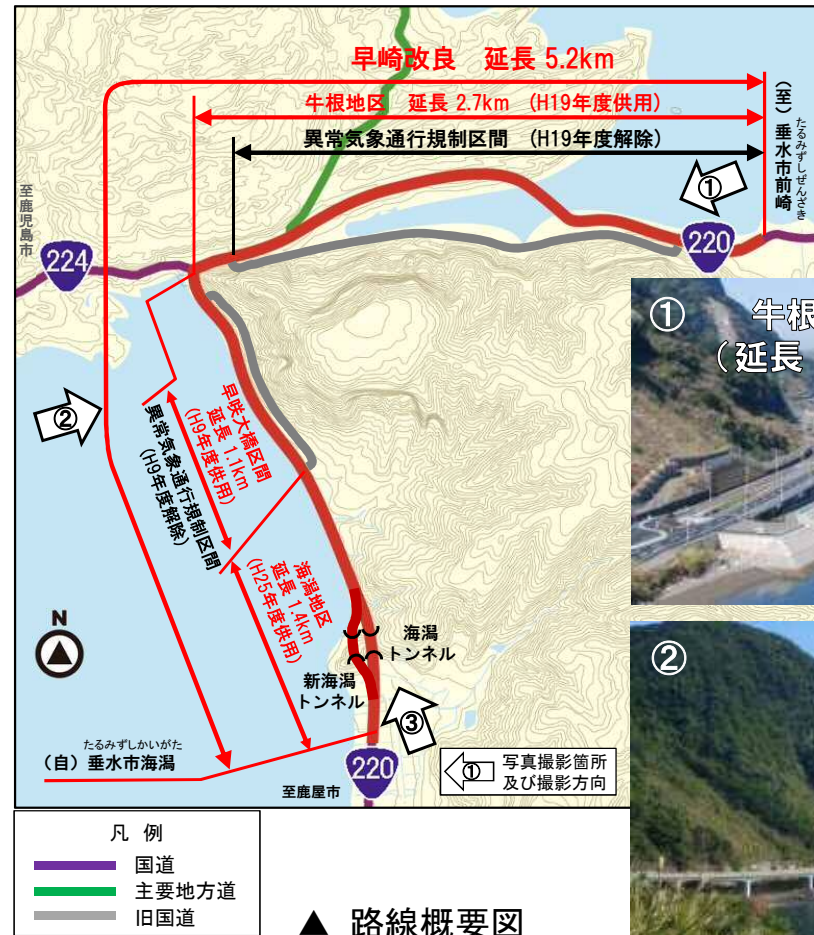 早崎改良 延長 5.2km
牛根地区 延長 2.7km (H19年度供用)
異常気象通行規制区間 (H19年度解除)
(至)垂水市前崎
たるみずしぜんざき
至鹿児島市
224
220
①
②
早咲大橋区間
延長 1.1km
(H9年度供用)
異常気象通行規制区間
(H9年度解除)
海潟地区
延長 1.4km
(H25年度供用)
海潟
トンネル
新海潟
トンネル
③
N
たるみずしかいがた
(自)垂水市海潟
220
至鹿屋市
① 写真撮影箇所
及び撮影方向
① 牛根
(延長
②
凡 例
国道
主要地方道
旧国道
▲ 路線概要図